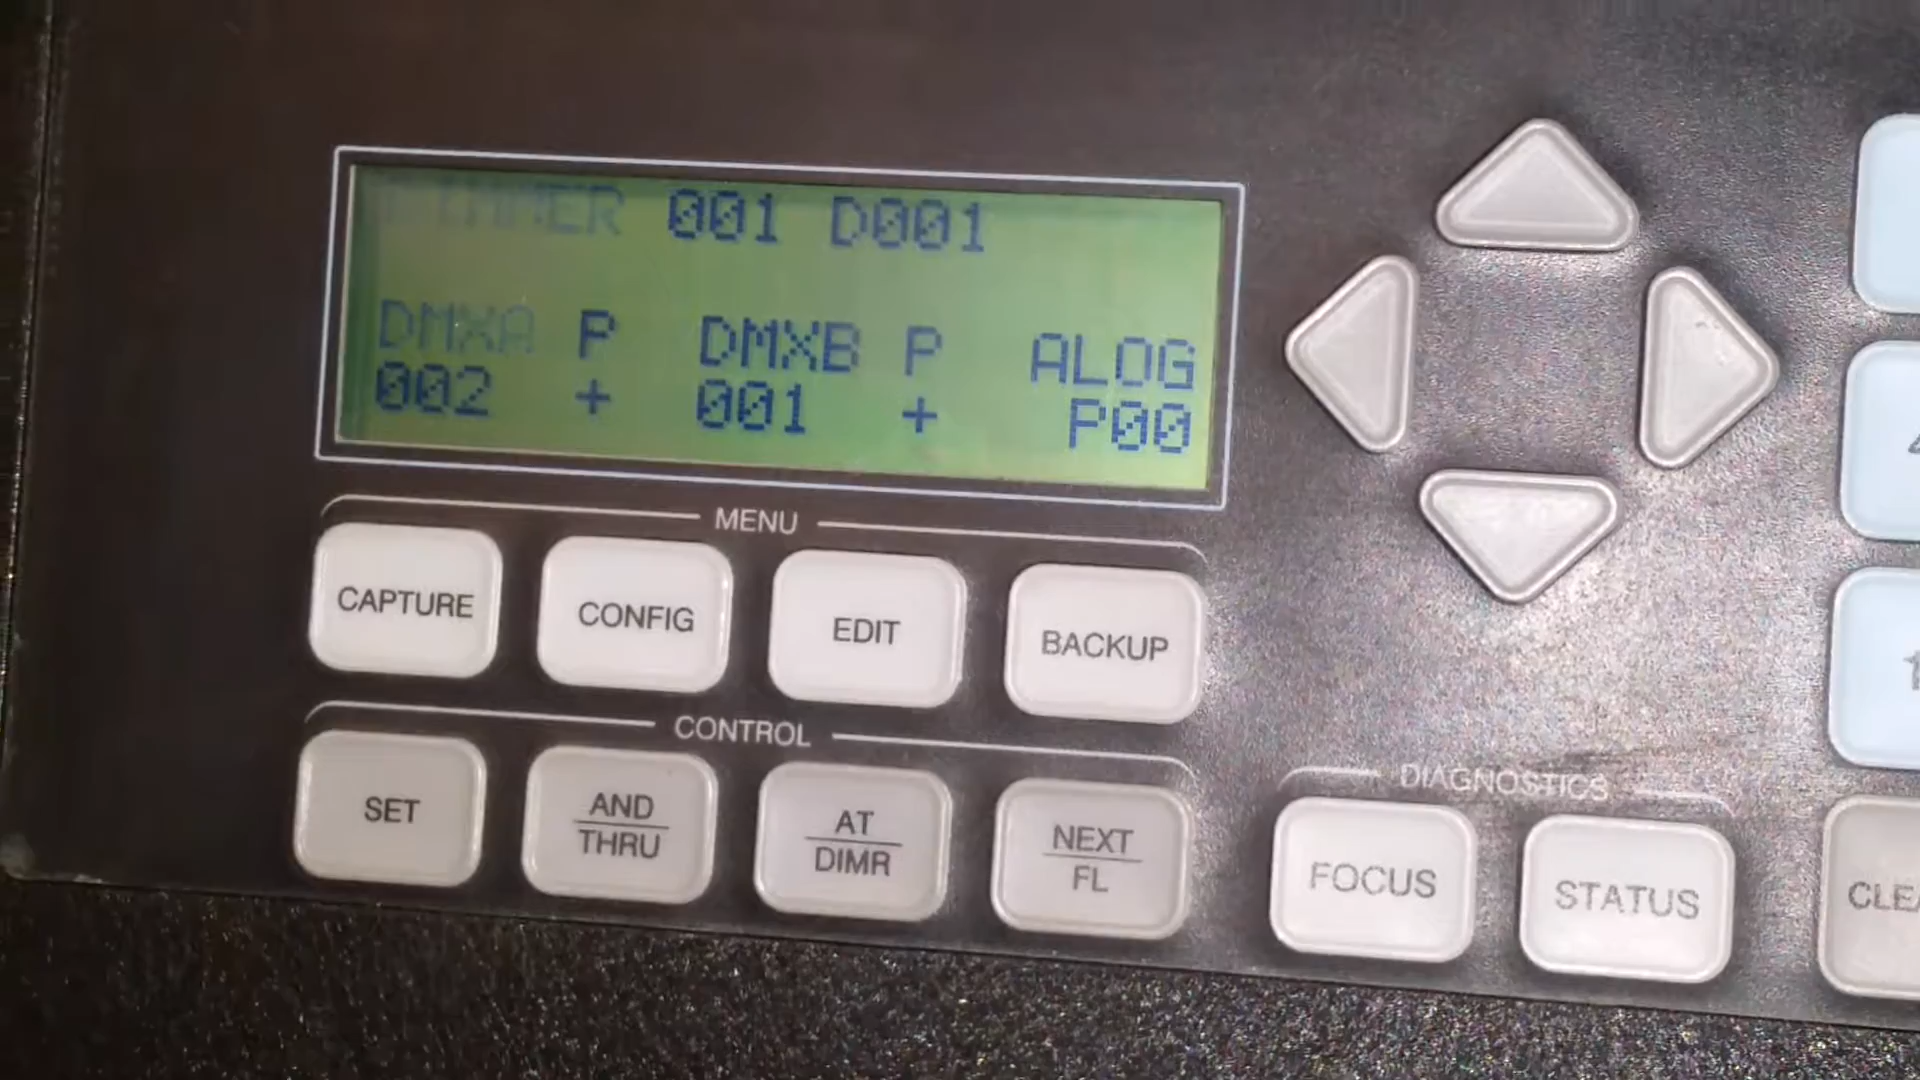 DIMMER 001 D001
DMXA P DMXB P ALOG
002 + 001 + P00
MENU
CAPTURE
CONFIG
EDIT
BACKUP
CONTROL
SET
AND
THRU
AT
DIMR
NEXT
FL
DIAGNOSTICS
FOCUS
STATUS